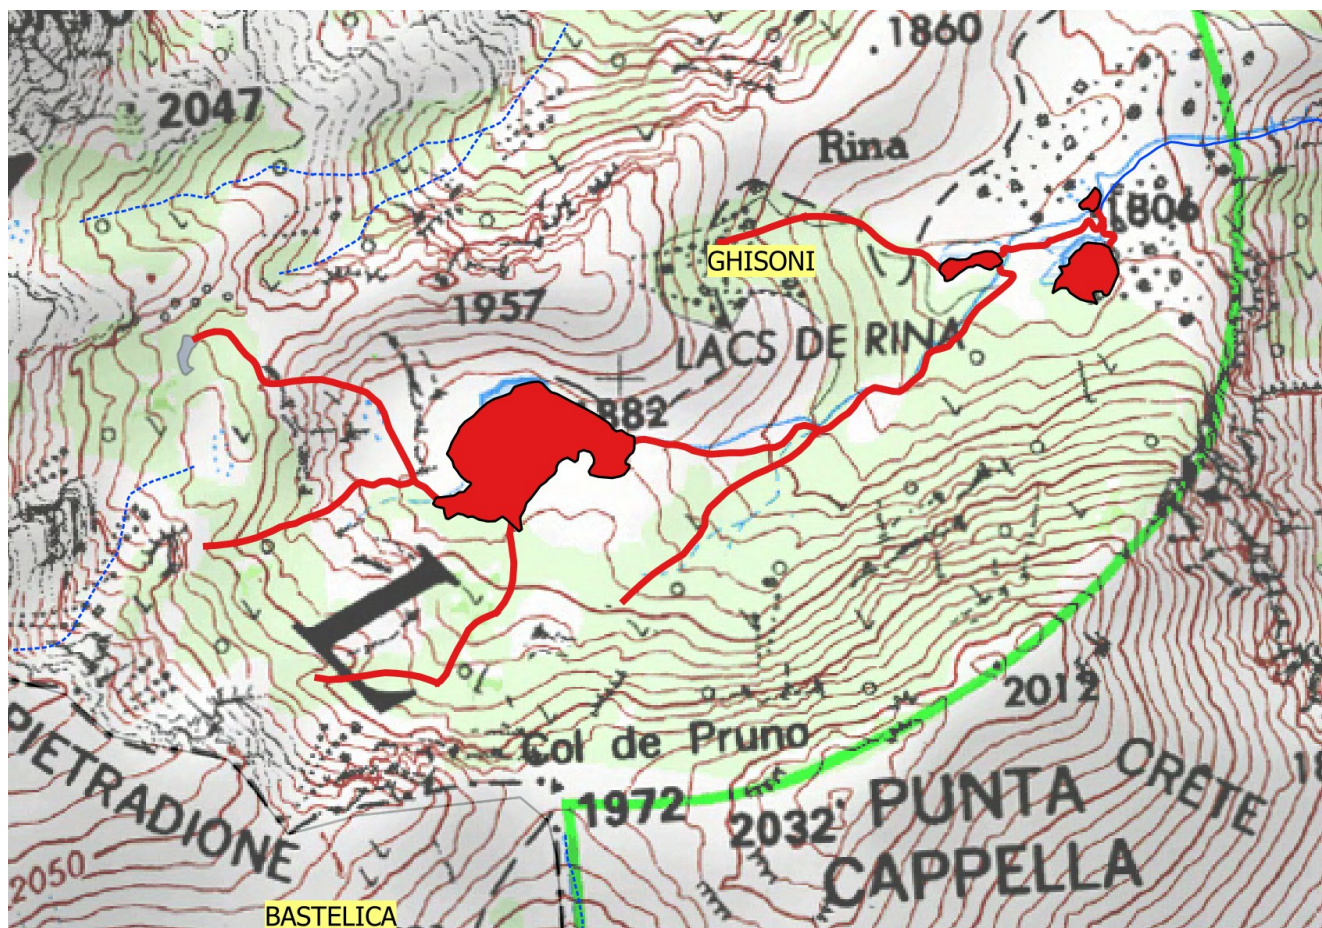 1860
2047
Rina
1806
GHISONI
1957
LACS DE RINA
882
L
2012
Col de Pruno
CRÊTE
PIETRADIONE
1972
PUNTA
2032
CAPPELLA
2050
BASTELICA